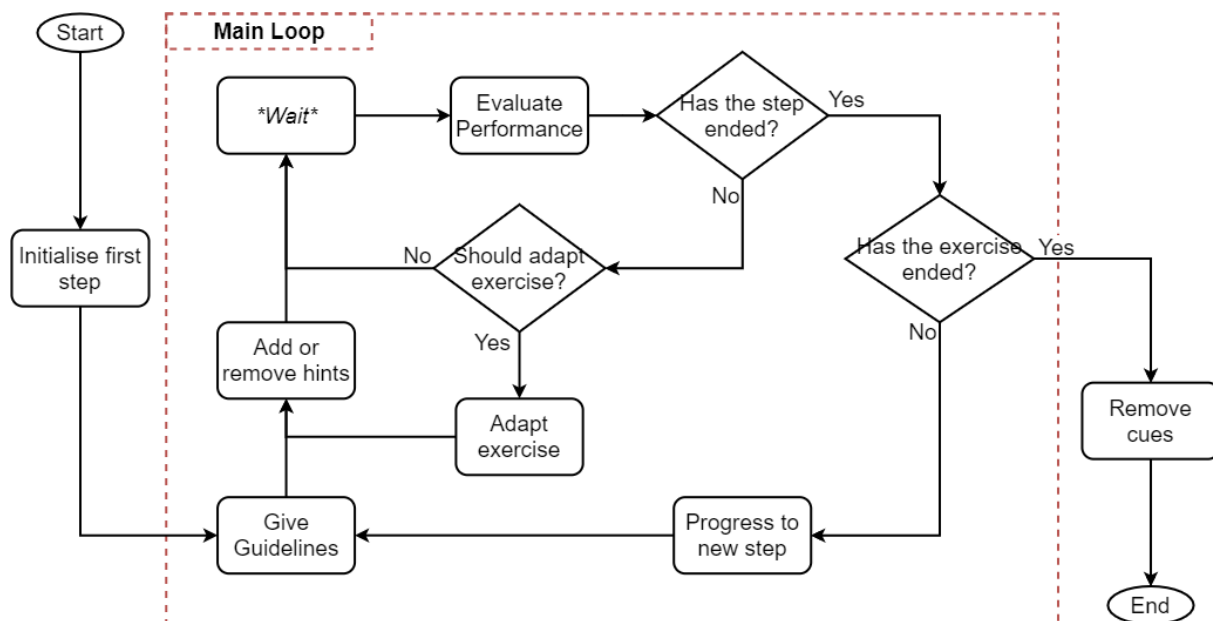 Start
Main Loop
*Wait*
Evaluate
Performance
Has the step
ended?
Yes
No
Initialise first
step
No
Should adapt
exercise?
Has the exercise
ended?
Yes
Yes
No
Add or
remove hints
Adapt
exercise
Remove
cues
Give
Guidelines
Progress to
new step
End